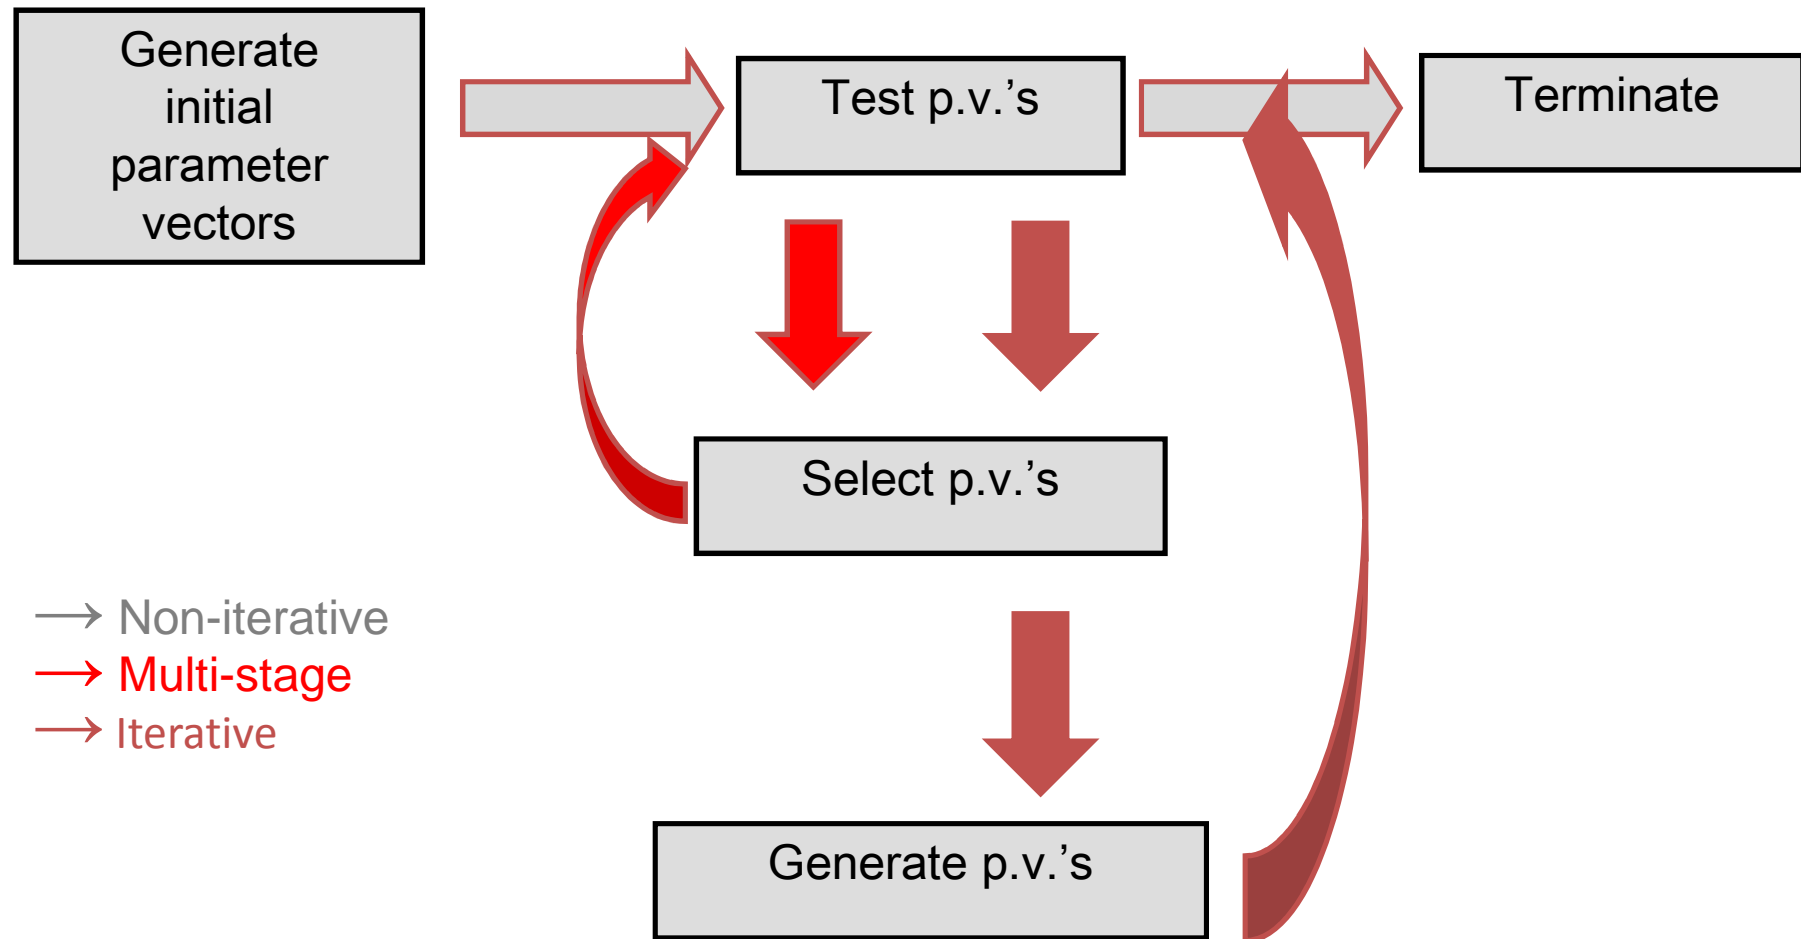 Generate
initial
parameter
vectors
Test p.v.’s
Terminate
Select p.v.’s
Generate p.v.’s
→ Non-iterative
→ Multi-stage
→ Iterative